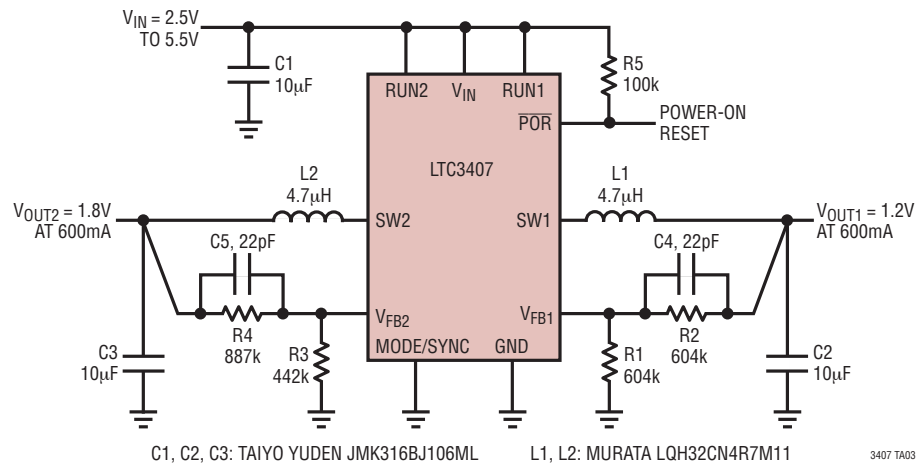 V_IN = 2.5V
TO 5.5V
C1
10µF
RUN2
V_IN
RUN1
R5
100k
POR
POWER-ON
RESET
LTC3407
L2
4.7µH
L1
4.7µH
V_OUT2 = 1.8V
AT 600mA
SW2
SW1
V_OUT1 = 1.2V
AT 600mA
C5, 22pF
C4, 22pF
V_FB2
V_FB1
R4
887k
R2
604k
C3
10µF
R3
442k
MODE/SYNC
GND
R1
604k
C2
10µF
C1, C2, C3: TAIYO YUDEN JMK316BJ106ML
L1, L2: MURATA LQH32CN4R7M11
3407 TA03